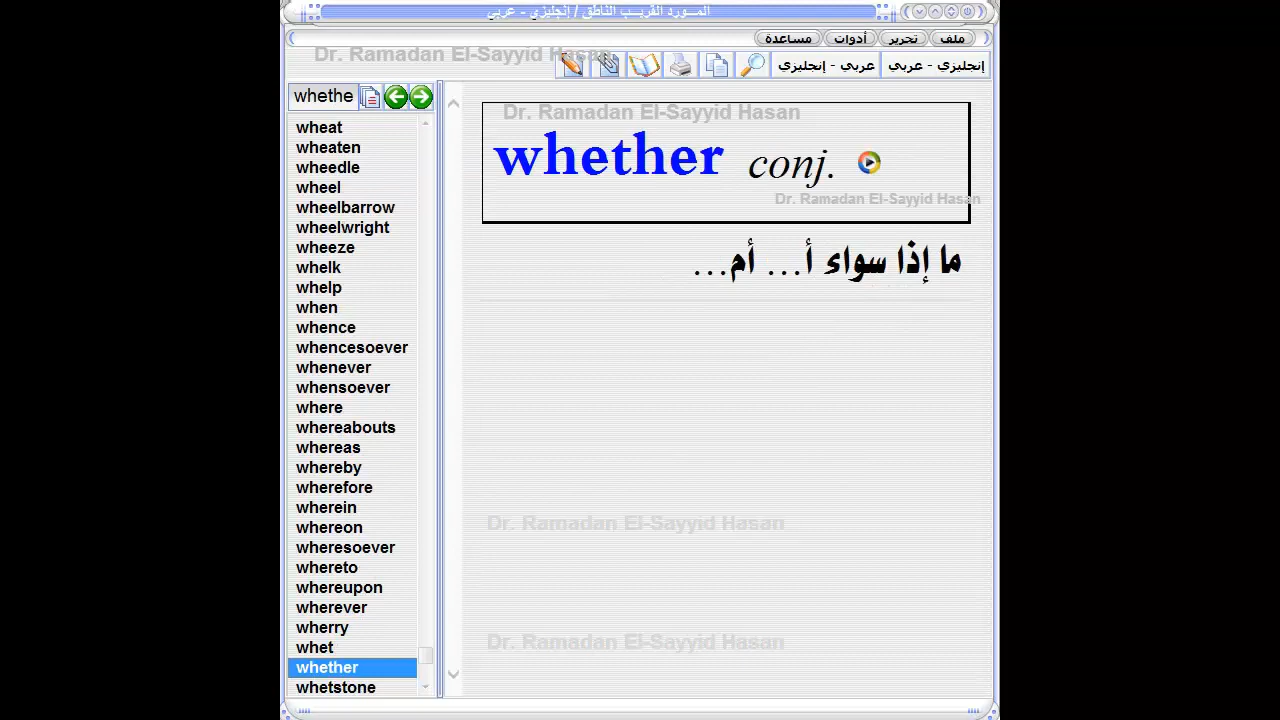 المـــورد القريـــب الناطق / إنجليزي - عربي
ملف
تحرير
أدوات
مساعدة
Dr. Ramadan El-Sayyid Hasan
إنجليزي - عربي
عربي - إنجليزي
whethe
wheat
wheaten
wheedle
wheel
wheelbarrow
wheelwright
wheeze
whelk
whelp
when
whence
whencesoever
whenever
whensoever
where
whereabouts
whereas
whereby
wherefore
wherein
whereon
wheresoever
whereto
whereupon
wherever
wherry
whet
whether
whetstone
Dr. Ramadan El-Sayyid Hasan
whether conj.
Dr. Ramadan El-Sayyid Hasan
ما إذا سواء أ... أم...
Dr. Ramadan El-Sayyid Hasan
Dr. Ramadan El-Sayyid Hasan